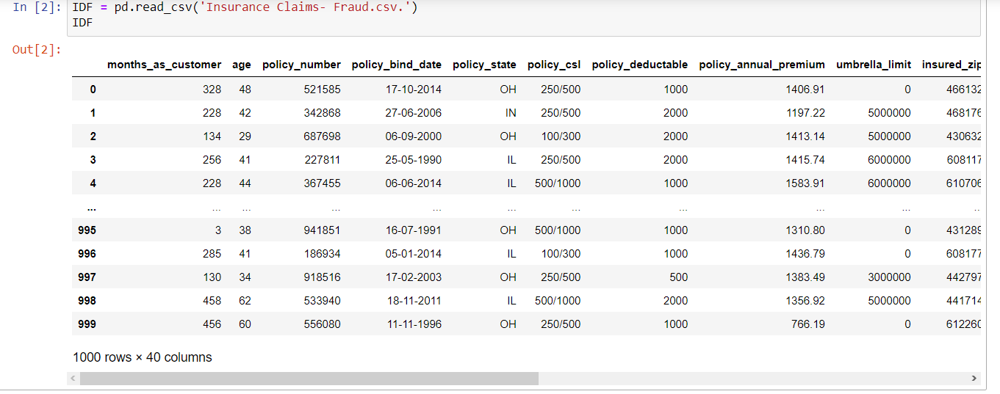 In [2]: IDF = pd.read_csv('Insurance Claims- Fraud.csv.')
IDF
Out[2]:
months_as_customer age policy_number policy_bind_date policy_state policy_csl policy_deductable policy_annual_premium umbrella_limit insured_zip
0 328 48 521585 17-10-2014 OH 250/500 1000 1406.91 0 466132
1 228 42 342868 27-06-2006 IN 250/500 2000 1197.22 5000000 468176
2 134 29 687698 06-09-2000 OH 100/300 2000 1413.14 5000000 430632
3 256 41 227811 25-05-1990 IL 250/500 2000 1415.74 6000000 608117
4 228 44 367455 06-06-2014 IL 500/1000 1000 1583.91 6000000 610706
... ... ... ... ... ... ... ... ... ... ..
995 3 38 941851 16-07-1991 OH 500/1000 1000 1310.80 0 431289
996 285 41 186934 05-01-2014 IL 100/300 1000 1436.79 0 608177
997 130 34 918516 17-02-2003 OH 250/500 500 1383.49 3000000 442797
998 458 62 533940 18-11-2011 IL 500/1000 2000 1356.92 5000000 441714
999 456 60 556080 11-11-1996 OH 250/500 1000 766.19 0 612260
1000 rows × 40 columns